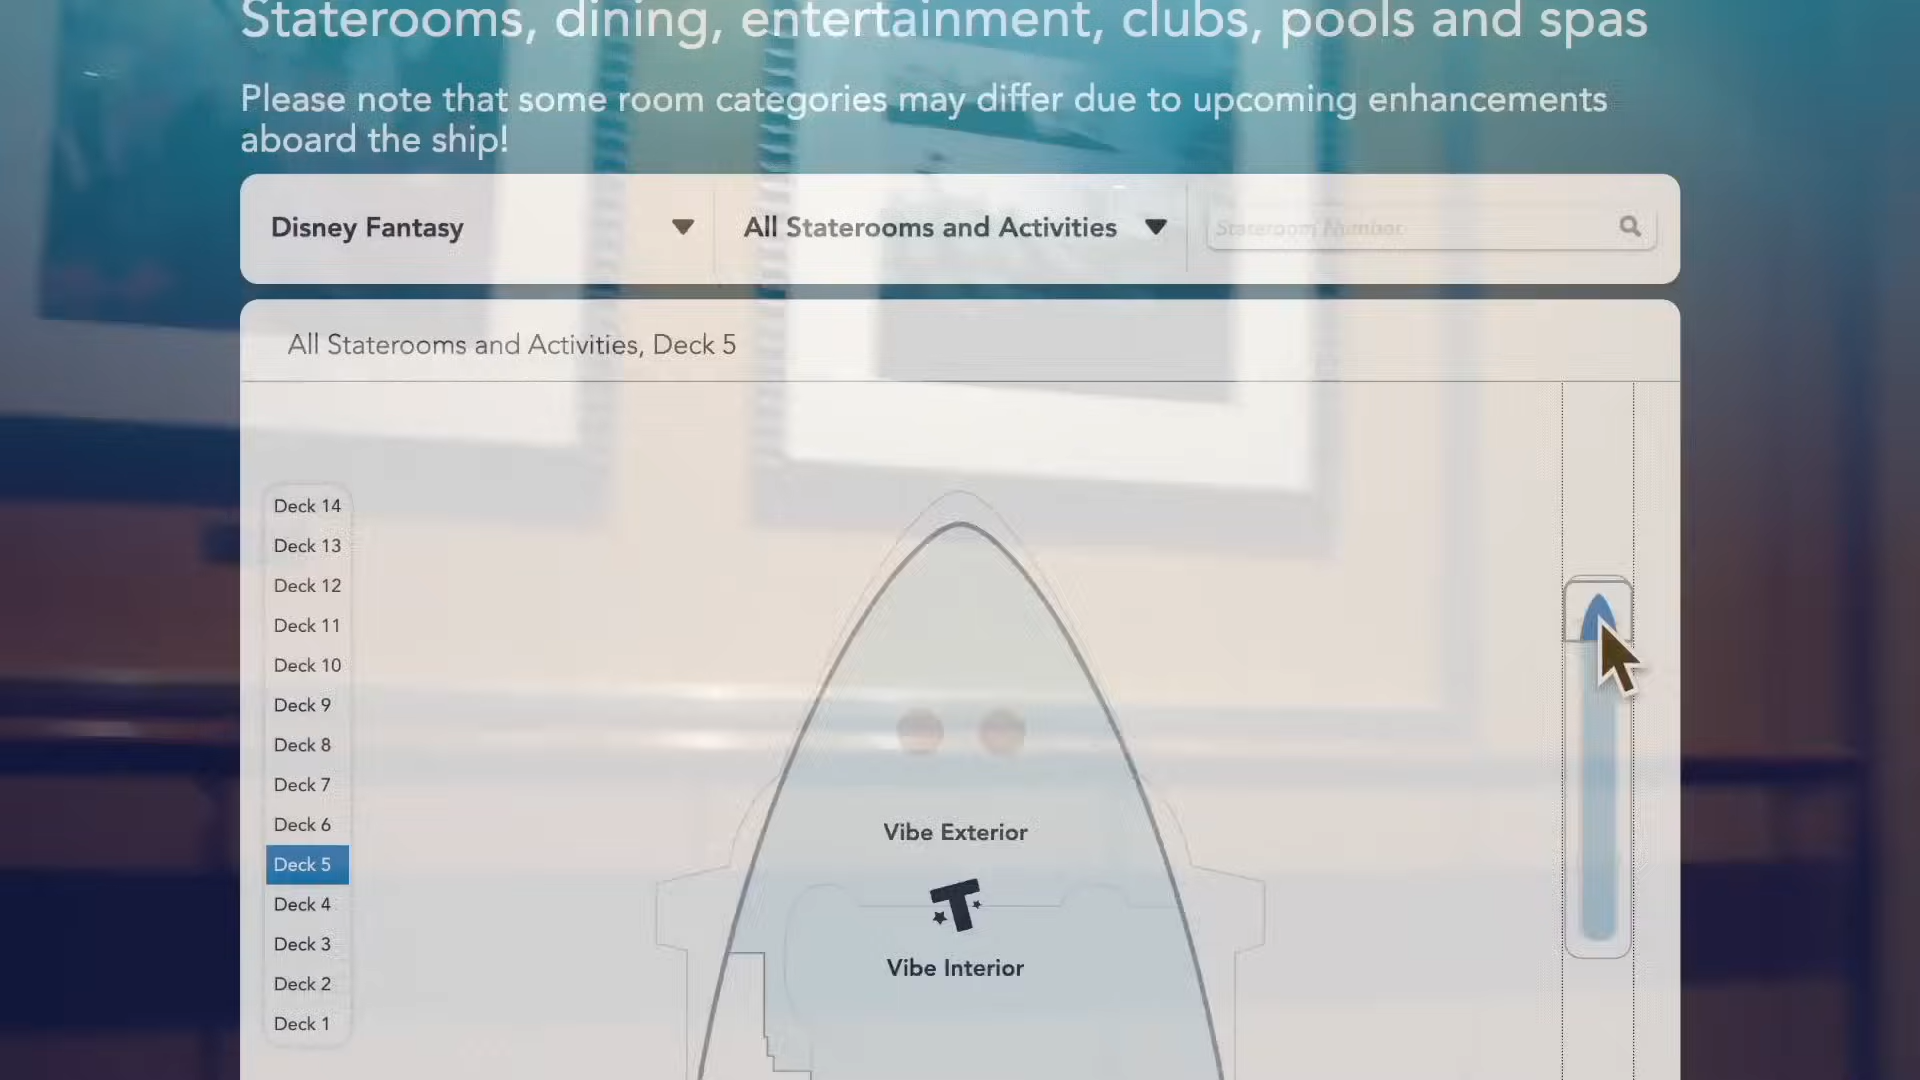 Staterooms, dining, entertainment, clubs, pools and spas
Please note that some room categories may differ due to upcoming enhancements
aboard the ship!
Disney Fantasy
All Staterooms and Activities
Stateroom Number
All Staterooms and Activities, Deck 5
Deck 14
Deck 13
Deck 12
Deck 11
Deck 10
Deck 9
Deck 8
Deck 7
Deck 6
Deck 5
Deck 4
Deck 3
Deck 2
Deck 1
Vibe Exterior
T
Vibe Interior